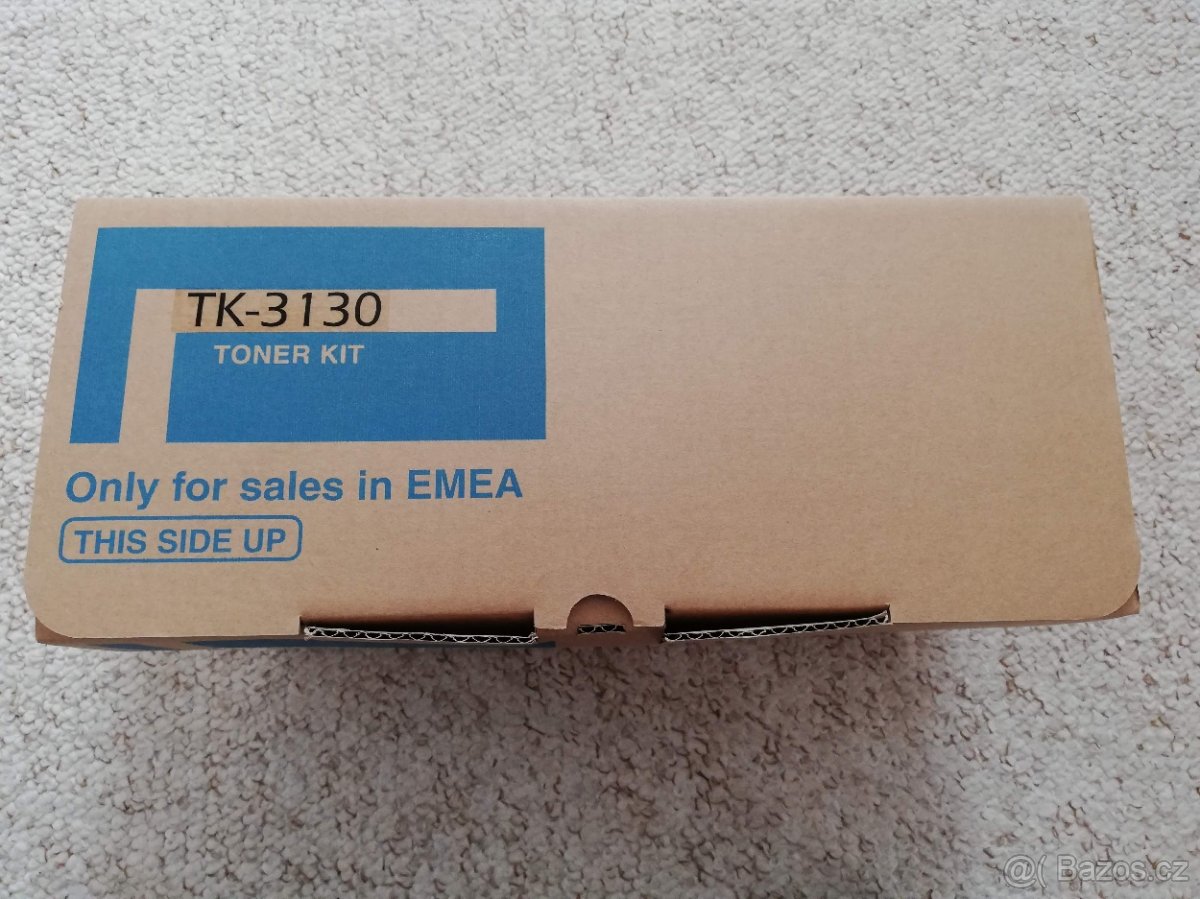 TK-3130
TONER KIT
Only for sales in EMEA
THIS SIDE UP
@( Bazos.cz